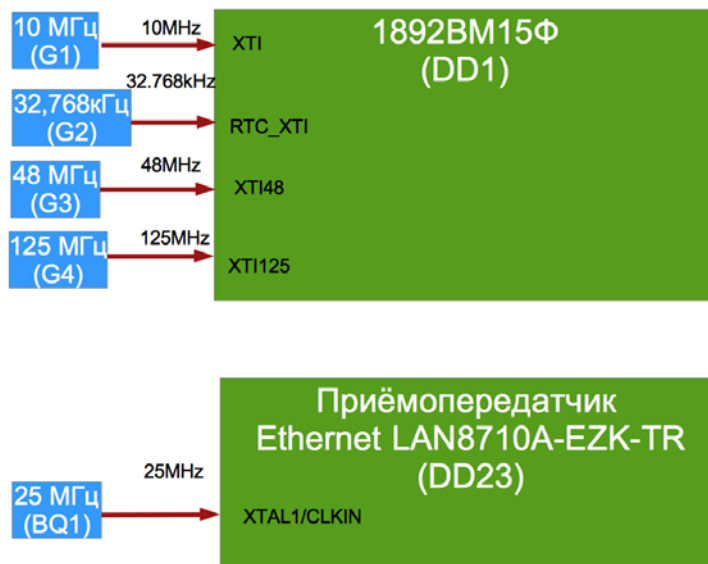 10 МГц
(G1)
10MHz
XTI
1892ВМ15Ф
(DD1)
32,768кГц
(G2)
32.768kHz
RTC_XTI
48 МГц
(G3)
48MHz
XTI48
125 МГц
(G4)
125MHz
XTI125
Приёмопередатчик
Ethernet LAN8710A-EZK-TR
(DD23)
25 МГц
(BQ1)
25MHz
XTAL1/CLKIN